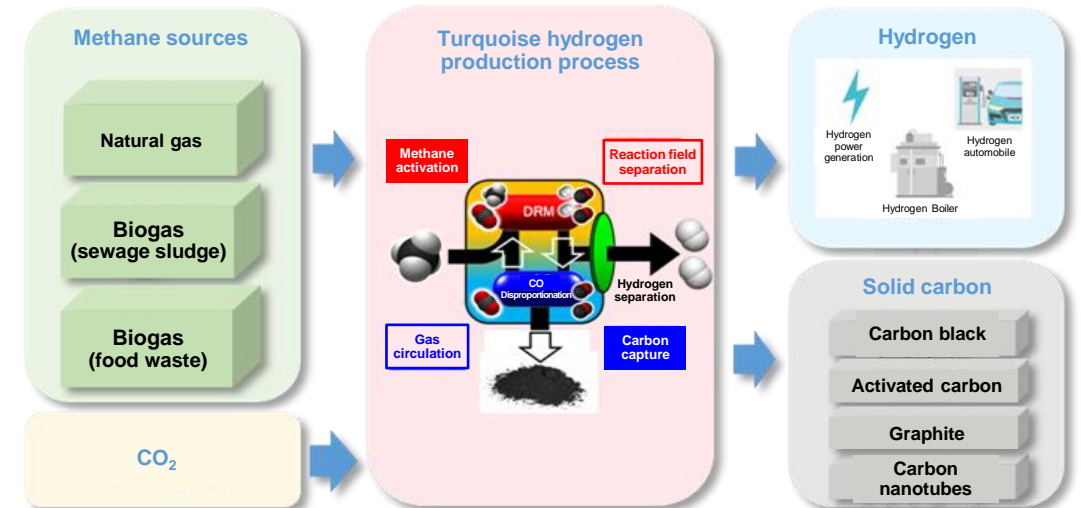 Methane sources
Natural gas
Biogas
(sewage sludge)
Biogas
(food waste)
CO₂
Turquoise hydrogen
production process
Methane
activation
Reaction field
separation
DRM
CO
Disproportionation
Hydrogen
separation
Gas
circulation
Carbon
capture
Hydrogen
Hydrogen
power
generation
Hydrogen
automobile
Hydrogen Boiler
Solid carbon
Carbon black
Activated carbon
Graphite
Carbon
nanotubes